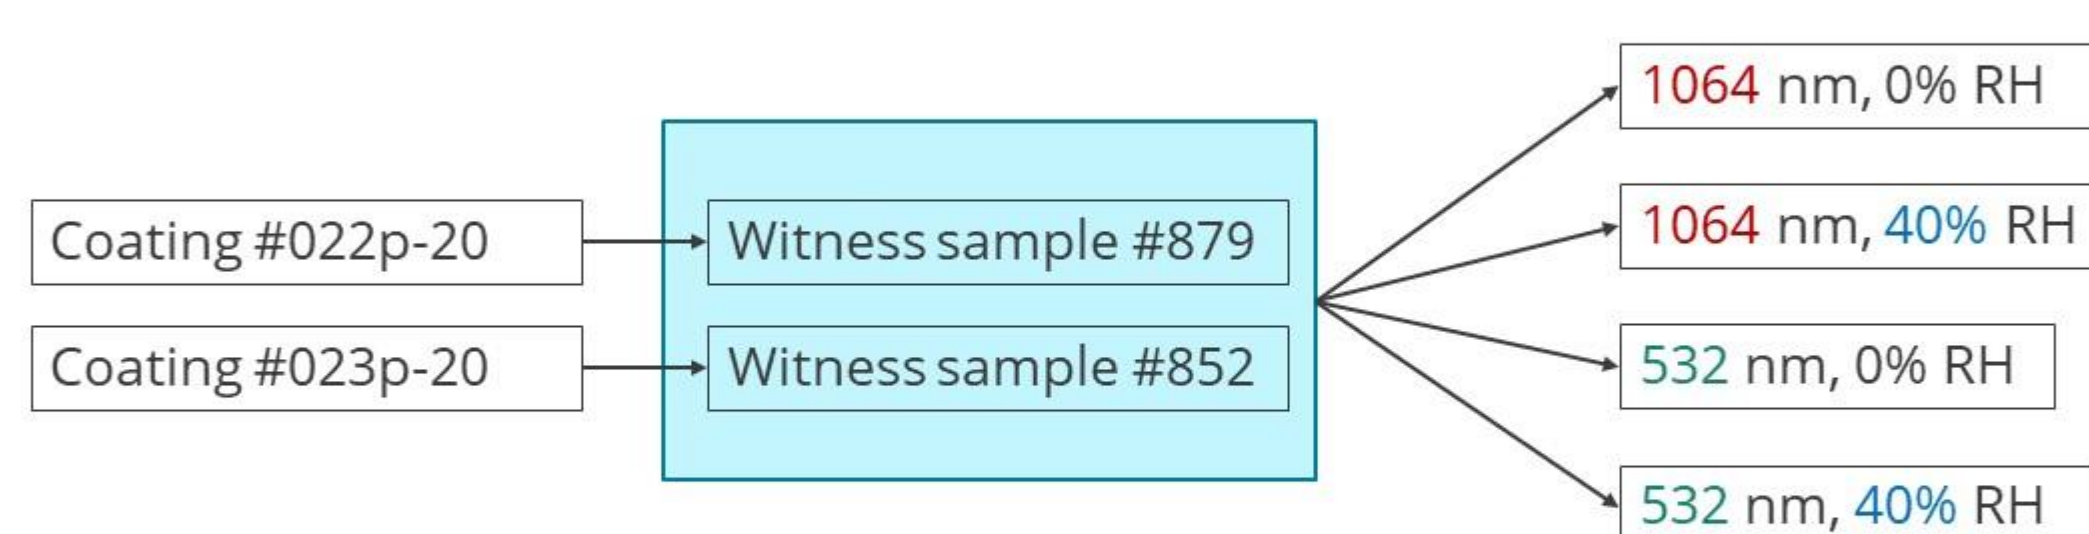 Coating #022p-20
Coating #023p-20
Witness sample #879
Witness sample #852
1064 nm, 0% RH
1064 nm, 40% RH
532 nm, 0% RH
532 nm, 40% RH